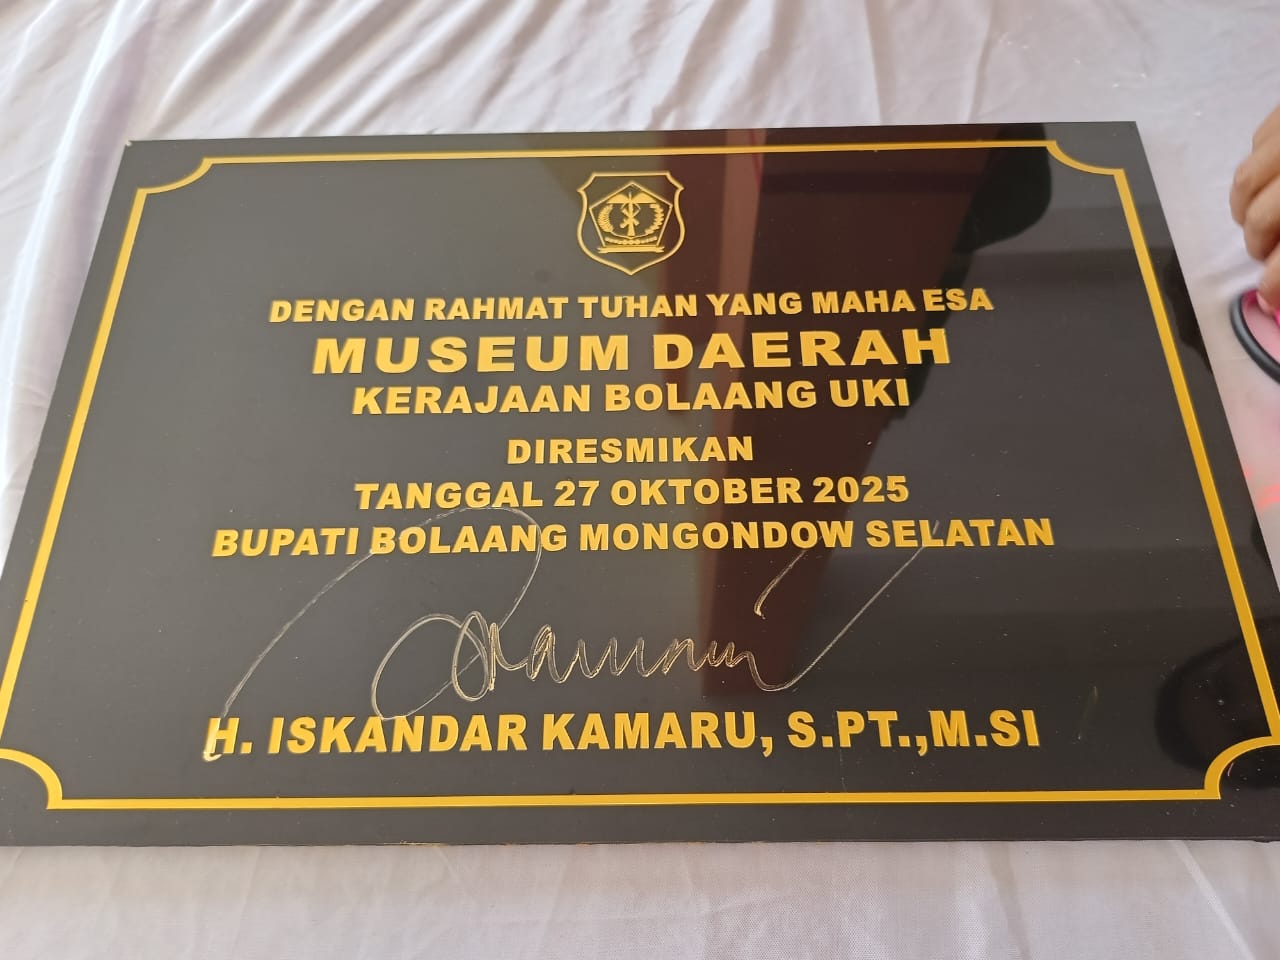 DENGAN RAHMAT TUHAN YANG MAHA ESA
MUSEUM DAERAH
KERAJAAN BOLAANG UKI
DIRESMIKAN
TANGGAL 27 OKTOBER 2025
BUPATI BOLAANG MONGONDOW SELATAN
H. ISKANDAR KAMARU, S.PT.,M.SI